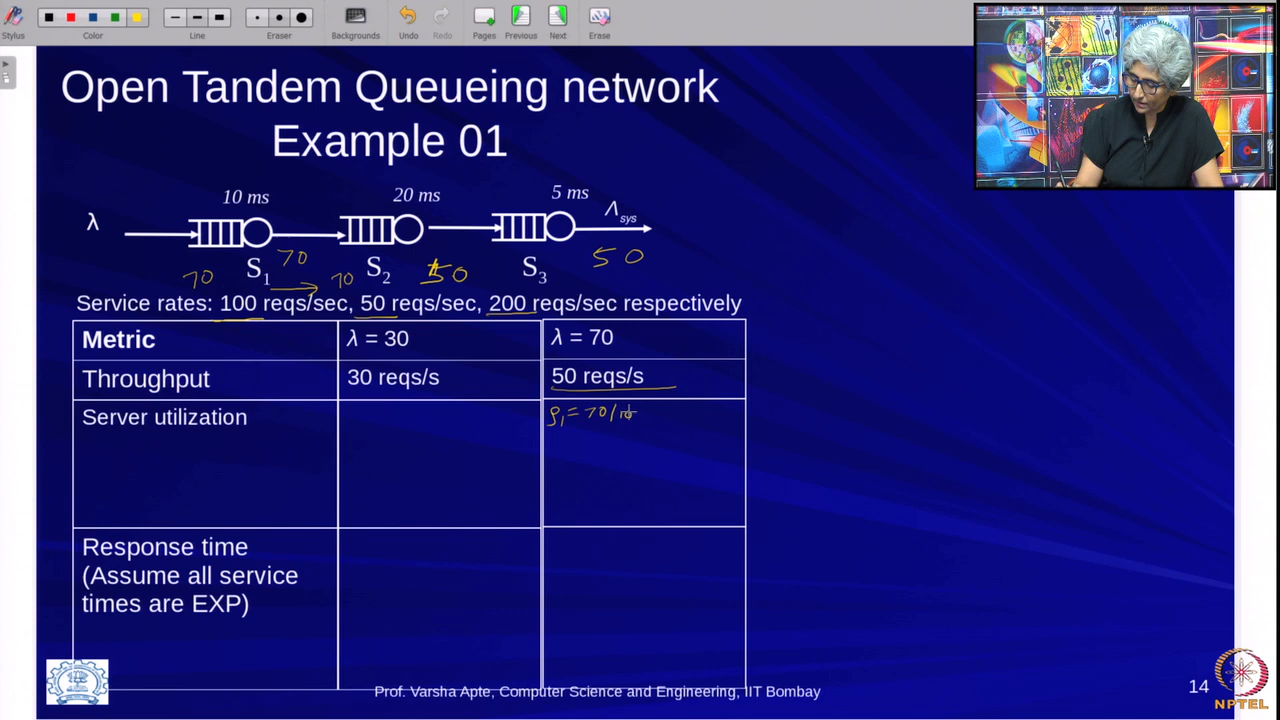 Stylus
Color
Line
Eraser
Backgrounds
Undo
Redo
Pages
Previous
Next
Erase
Open Tandem Queueing network
Example 01
10 ms
20 ms
5 ms
λ
Λsys
70
S1
70
70
S2
50
S3
50
Service rates: 100 reqs/sec, 50 reqs/sec, 200 reqs/sec respectively
Metric
λ = 30
λ = 70
Throughput
30 reqs/s
50 reqs/s
Server utilization
ρ1 = 70/
Response time
(Assume all service
times are EXP)
Prof. Varsha Apte, Computer Science and Engineering, IIT Bombay
14
NPTEL